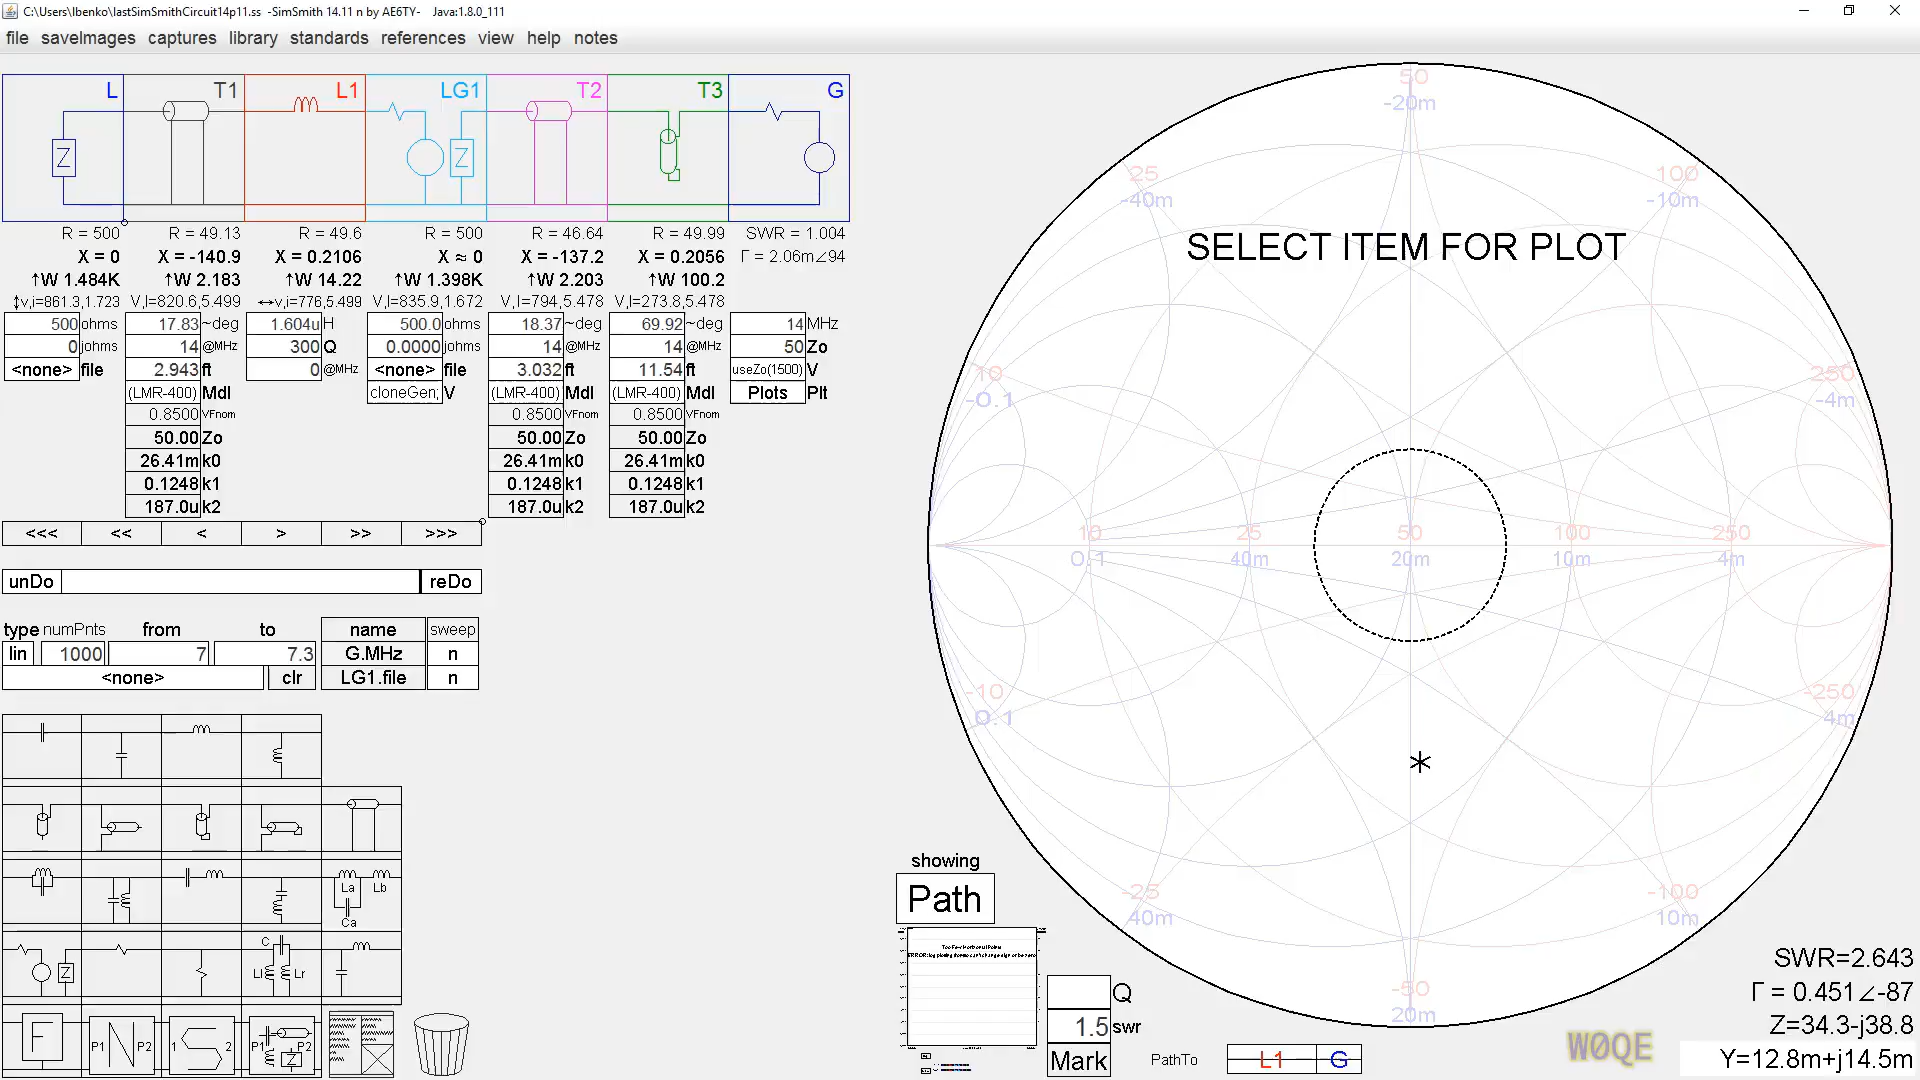 C:\Users\lbenko\lastSimSmithCircuit14p11.ss -SimSmith 14.11 n by AE6TY- Java:1.8.0_111
file saveImages captures library standards references view help notes
L T1 L1 LG1 T2 T3 G
Z Z
R = 500 R = 49.13 R = 49.6 R = 500 R = 46.64 R = 49.99 SWR = 1.004
X = 0 X = -140.9 X = 0.2106 X ≈ 0 X = -137.2 X = 0.2056 Γ = 2.06m∠94
↑W 1.484K ↑W 2.183 ↑W 14.22 ↑W 1.398K ↑W 2.203 ↑W 100.2
↕v,i=861.3,1.723 V,I=820.6,5.499 ↔v,i=776,5.499 V,I=835.9,1.672 V,I=794,5.478 V,I=273.8,5.478
500 ohms 17.83 ~deg 1.604u H 500.0 ohms 18.37 ~deg 69.92 ~deg 14 MHz
0 johms 14 @MHz 300 Q 0.0000 johms 14 @MHz 14 @MHz 50 Zo
<none> file 2.943 ft 0 @MHz <none> file 3.032 ft 11.54 ft useZo(1500) V
(LMR-400) Mdl cloneGen; V (LMR-400) Mdl (LMR-400) Mdl Plots Plt
0.8500 VFnom 0.8500 VFnom 0.8500 VFnom
50.00 Zo 50.00 Zo 50.00 Zo
26.41m k0 26.41m k0 26.41m k0
0.1248 k1 0.1248 k1 0.1248 k1
187.0u k2 187.0u k2 187.0u k2
<<< << < > >> >>>
unDo reDo
type numPnts from to name sweep
lin 1000 7 7.3 G.MHz n
<none> clr LG1.file n
La Lb
Ca
Z C Ll Lr
F P1 N P2 1 S 2 P1 P2 Z
50
-20m
25 100
-40m -10m
SELECT ITEM FOR PLOT
10 250
-0.1 -4m
10 25 50 100 250
0.1 40m 20m 10m 4m
-10 -250
0.1 4m
*
-25 -100
40m 10m
-50
20m
showing
Path
Too Few Horizontal Points
Q
1.5 swr
Mark
PathTo L1 G
W0QE
SWR=2.643
Γ = 0.451∠-87
Z=34.3-j38.8
Y=12.8m+j14.5m